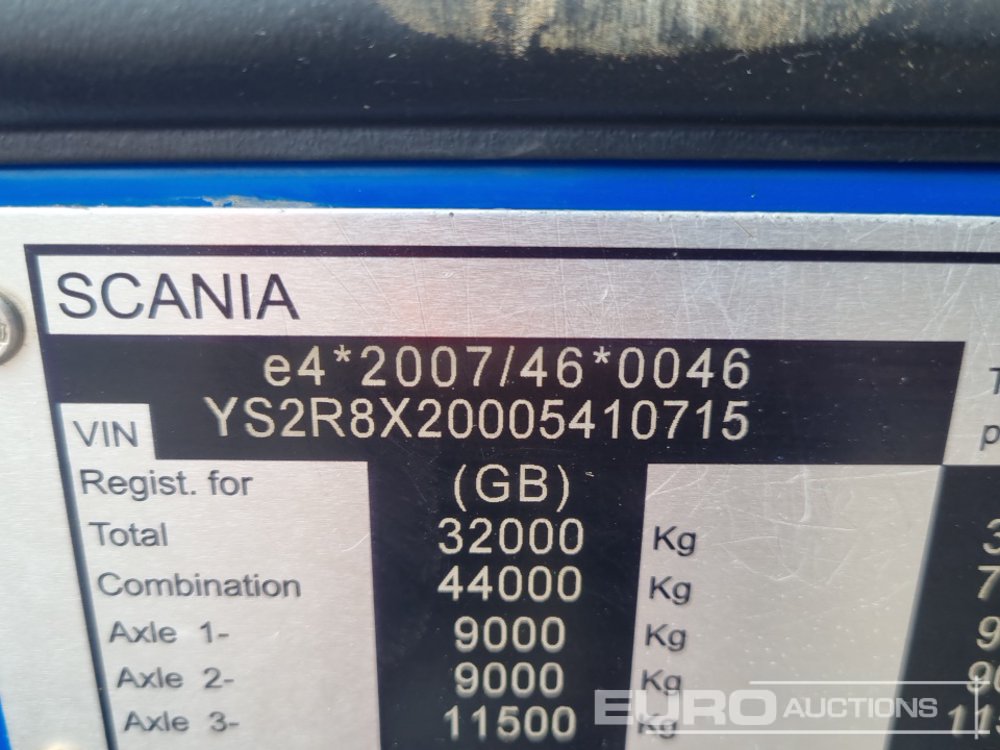 SCANIA
e4*2007/46*0046
VIN YS2R8X20005410715
Regist. for (GB)
Total 32000 Kg
Combination 44000 Kg
Axle 1- 9000 Kg
Axle 2- 9000 Kg
Axle 3- 11500 Kg
EURO AUCTIONS